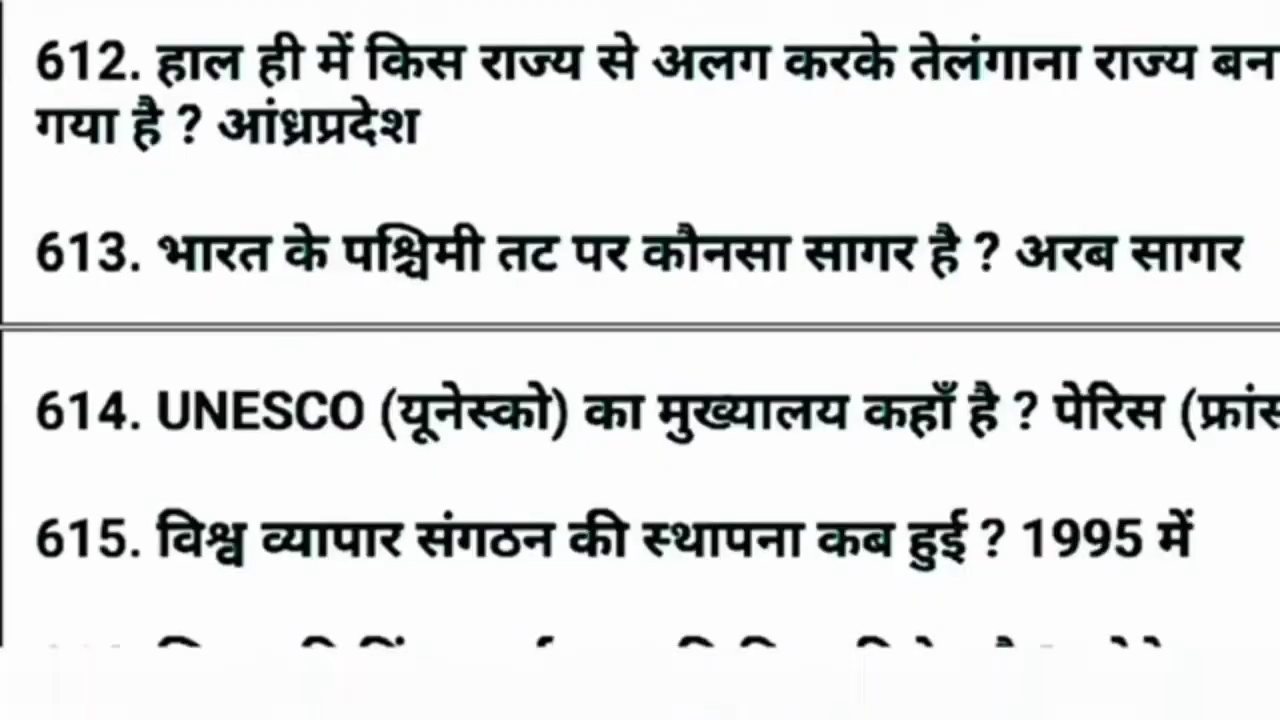 612. हाल ही में किस राज्य से अलग करके तेलंगाना राज्य बन
गया है ? आंध्रप्रदेश
613. भारत के पश्चिमी तट पर कौनसा सागर है ? अरब सागर
614. UNESCO (यूनेस्को) का मुख्यालय कहाँ है ? पेरिस (फ्रांस
615. विश्व व्यापार संगठन की स्थापना कब हुई ? 1995 में